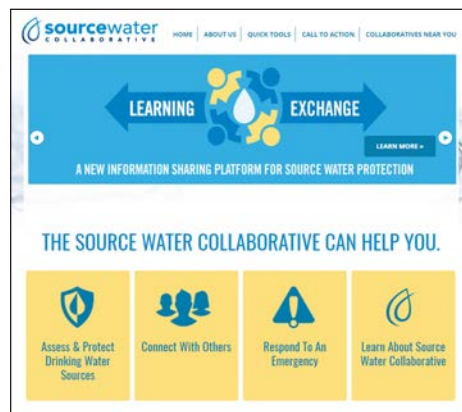 sourcewater
COLLABORATIVE
HOME | ABOUT US | QUICK TOOLS | CALL TO ACTION | COLLABORATIVES NEAR YOU
LEARNING EXCHANGE
LEARN MORE »
A NEW INFORMATION SHARING PLATFORM FOR SOURCE WATER PROTECTION
THE SOURCE WATER COLLABORATIVE CAN HELP YOU.
Assess & Protect
Drinking Water
Sources
Connect With Others
Respond To An
Emergency
Learn About Source
Water Collaborative